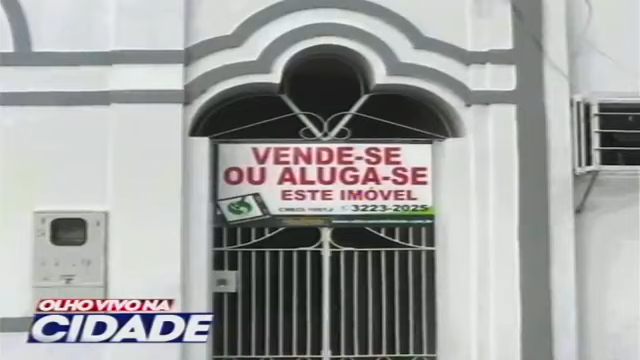 VENDE-SE
OU ALUGA-SE
ESTE IMÓVEL
3223-2025
OLHO VIVO NA
CIDADE